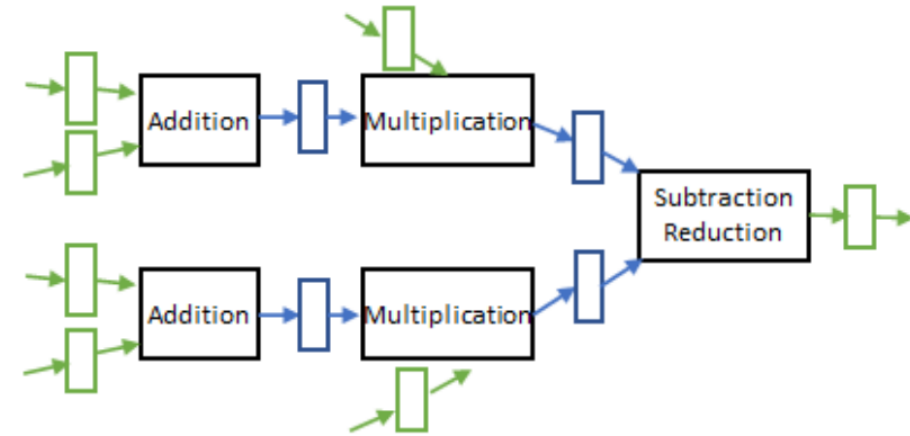 Addition
Multiplication
Subtraction
Reduction
Addition
Multiplication